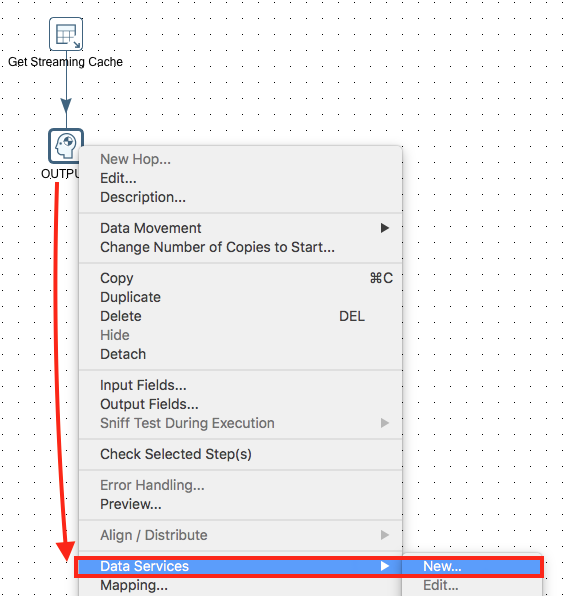 Get Streaming Cache
OUTPU
New Hop...
Edit...
Description...
Data Movement
Change Number of Copies to Start...
Copy ⌘C
Duplicate
Delete DEL
Hide
Detach
Input Fields...
Output Fields...
Sniff Test During Execution
Check Selected Step(s)
Error Handling...
Preview...
Align / Distribute
Data Services New...
Mapping... Edit...